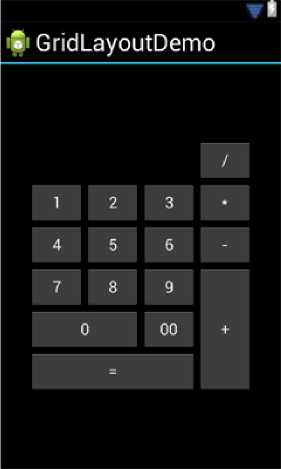 GridLayoutDemo
/
1 2 3 *
4 5 6 -
7 8 9
0 00 +
=